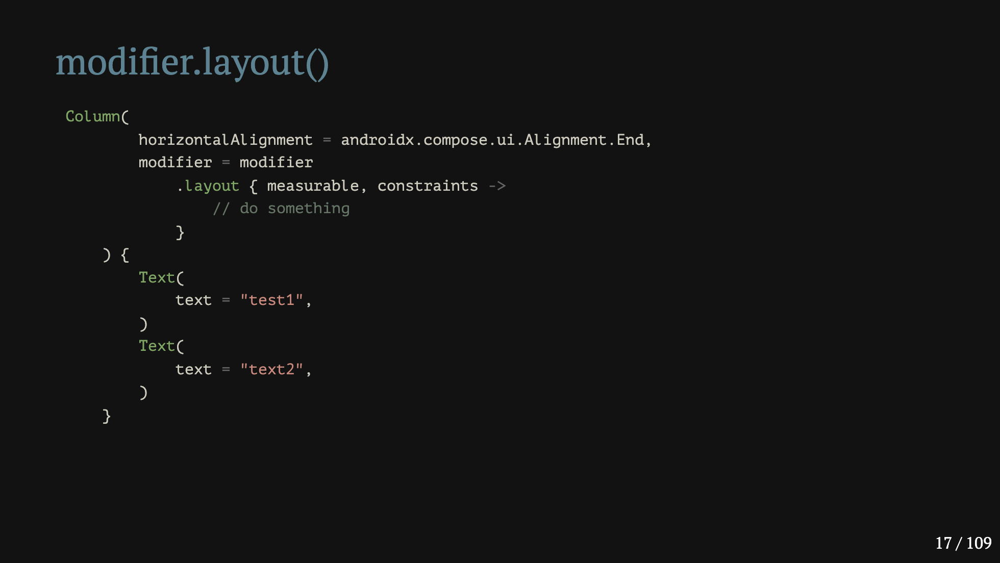 modifier.layout()
Column(
horizontalAlignment = androidx.compose.ui.Alignment.End,
modifier = modifier
.layout { measurable, constraints ->
// do something
}
) {
Text(
text = "test1",
)
Text(
text = "text2",
)
}
17 / 109